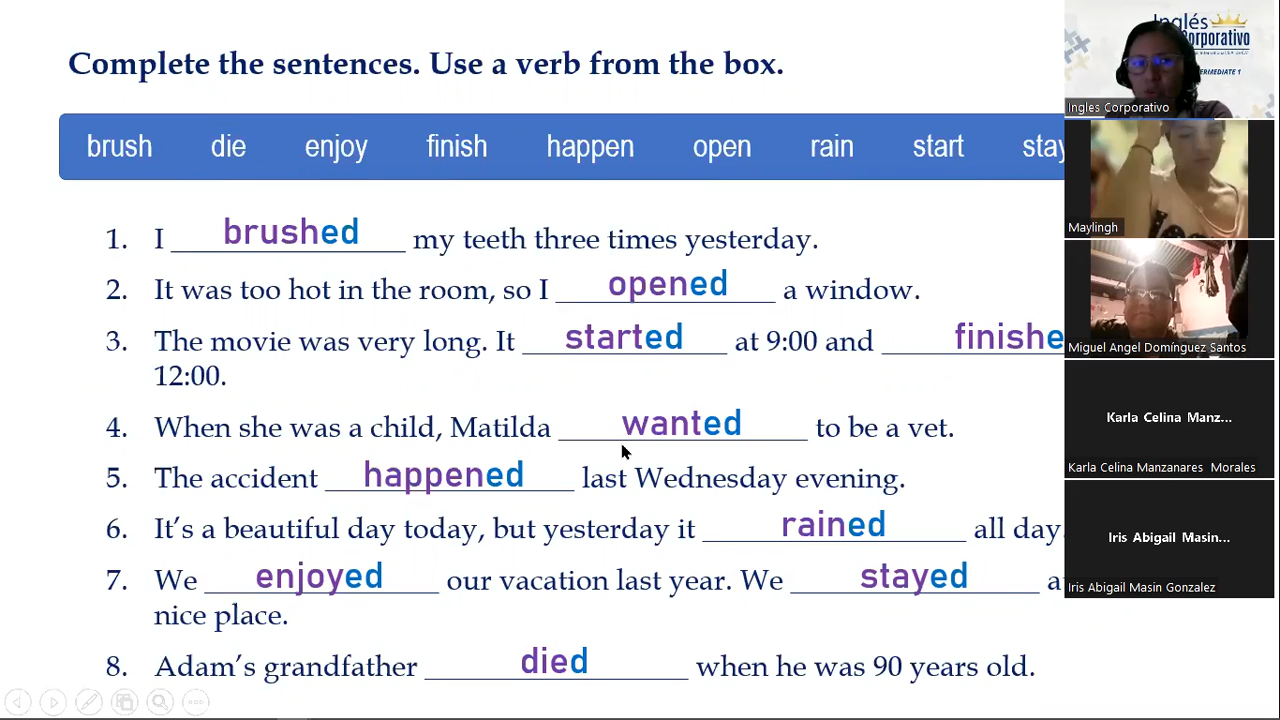 Complete the sentences. Use a verb from the box.
brush die enjoy finish happen open rain start stay
1. I brushed my teeth three times yesterday.
2. It was too hot in the room, so I opened a window.
3. The movie was very long. It started at 9:00 and finishe
12:00.
4. When she was a child, Matilda wanted to be a vet.
5. The accident happened last Wednesday evening.
6. It's a beautiful day today, but yesterday it rained all day.
7. We enjoyed our vacation last year. We stayed a
nice place.
8. Adam's grandfather died when he was 90 years old.
Inglés
Corporativo
ERMEDIATE 1
Ingles Corporativo
Maylingh
Miguel Angel Domínguez Santos
Karla Celina Manz...
Karla Celina Manzanares Morales
Iris Abigail Masin...
Iris Abigail Masin Gonzalez